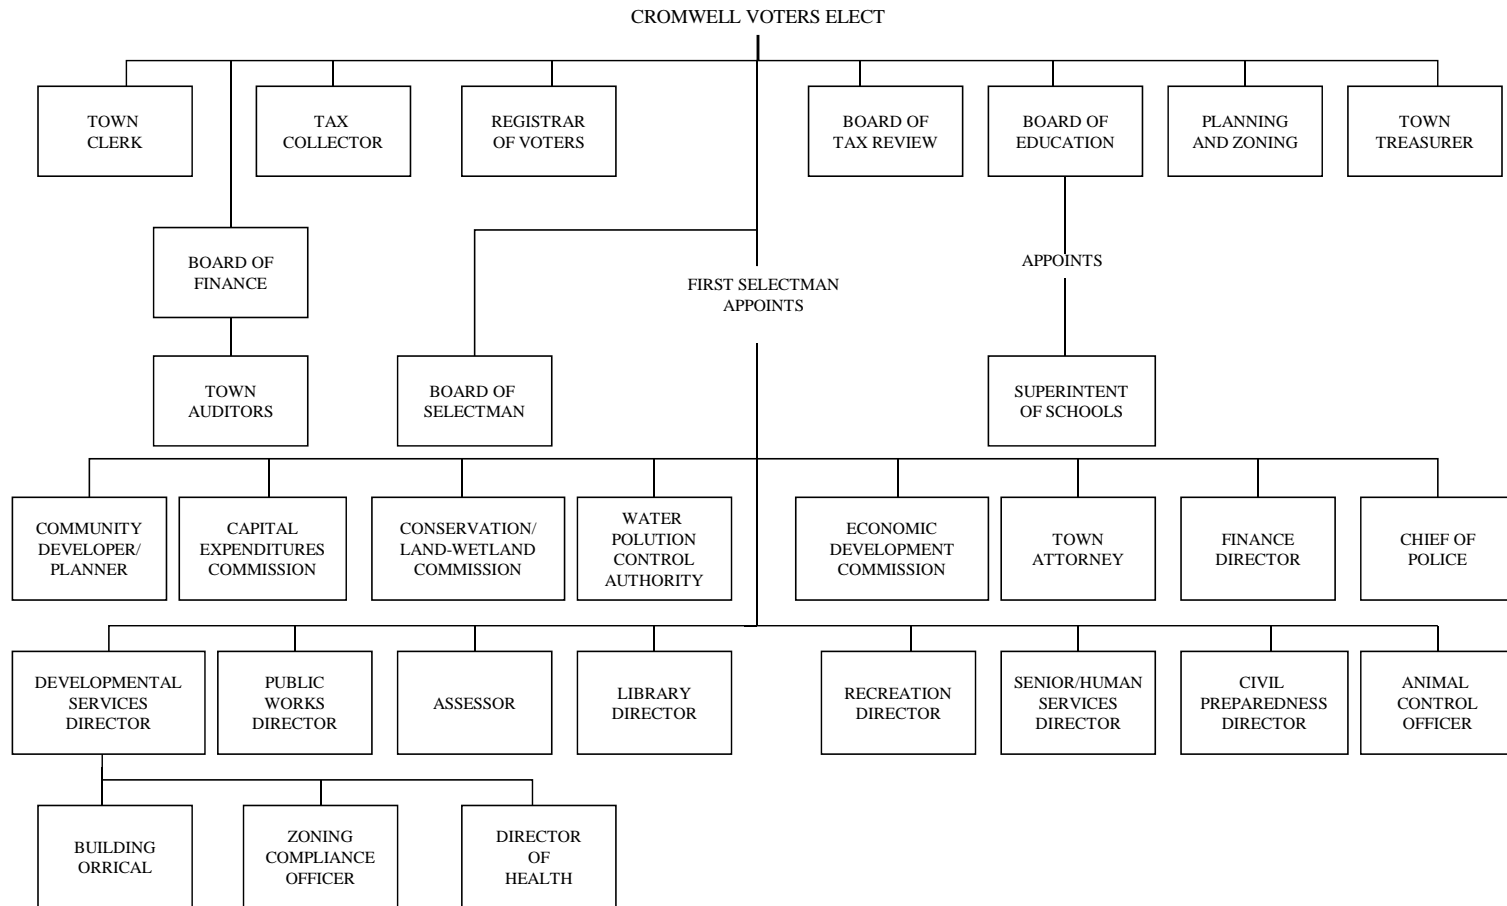 CROMWELL VOTERS ELECT
TOWN
CLERK
TAX
COLLECTOR
REGISTRAR
OF VOTERS
BOARD OF
TAX REVIEW
BOARD OF
EDUCATION
PLANNING
AND ZONING
TOWN
TREASURER
BOARD OF
FINANCE
FIRST SELECTMAN
APPOINTS
APPOINTS
TOWN
AUDITORS
BOARD OF
SELECTMAN
SUPERINTENT
OF SCHOOLS
COMMUNITY
DEVELOPER/
PLANNER
CAPITAL
EXPENDITURES
COMMISSION
CONSERVATION/
LAND-WETLAND
COMMISSION
WATER
POLUTION
CONTROL
AUTHORITY
ECONOMIC
DEVELOPMENT
COMMISSION
TOWN
ATTORNEY
FINANCE
DIRECTOR
CHIEF OF
POLICE
DEVELOPMENTAL
SERVICES
DIRECTOR
PUBLIC
WORKS
DIRECTOR
ASSESSOR
LIBRARY
DIRECTOR
RECREATION
DIRECTOR
SENIOR/HUMAN
SERVICES
DIRECTOR
CIVIL
PREPAREDNESS
DIRECTOR
ANIMAL
CONTROL
OFFICER
BUILDING
ORRICAL
ZONING
COMPLIANCE
OFFICER
DIRECTOR
OF
HEALTH